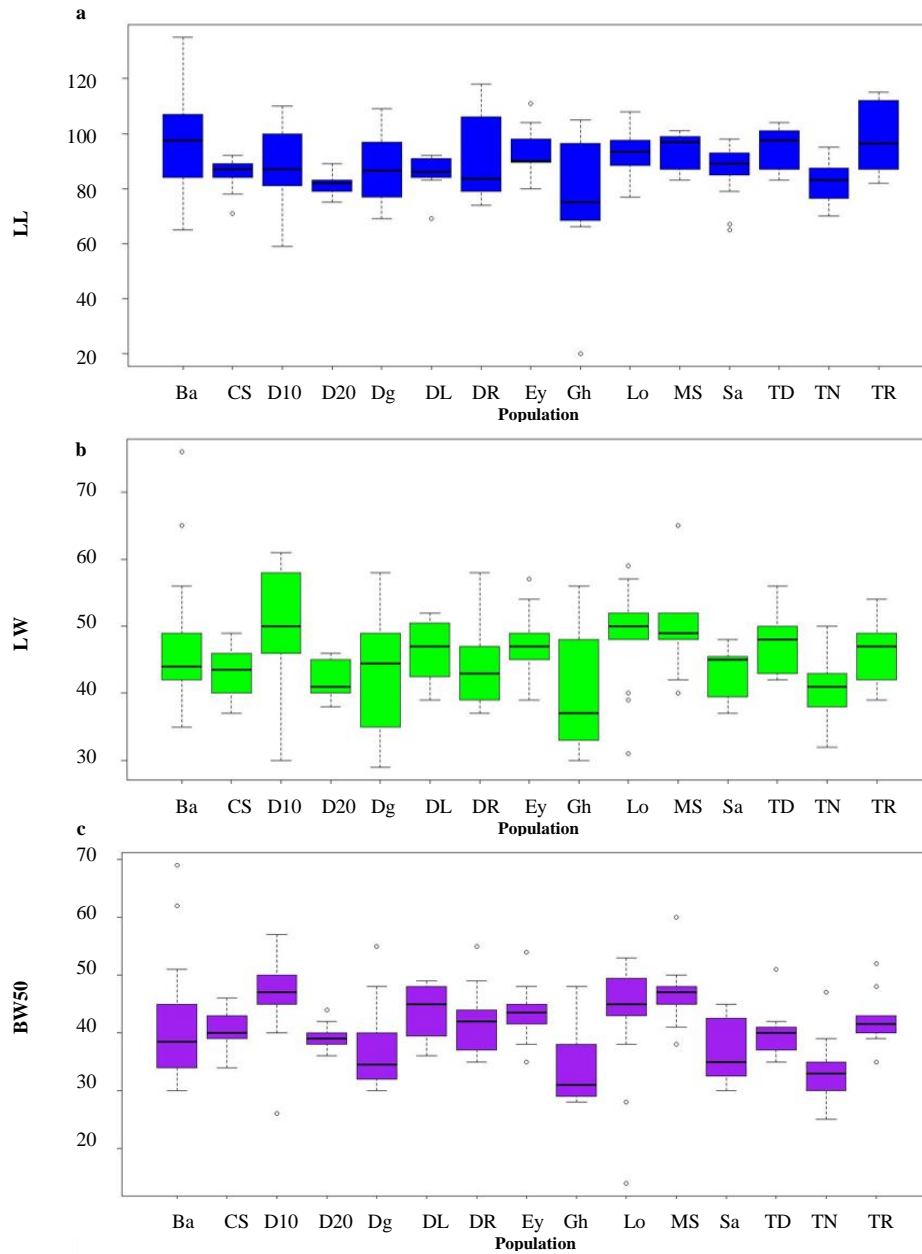 a
120
100
80
60
40
20
LL
Ba CS D10 D20 Dg DL DR Ey Gh Lo MS Sa TD TN TR
Population
b
70
60
50
40
30
LW
Ba CS D10 D20 Dg DL DR Ey Gh Lo MS Sa TD TN TR
Population
c
70
60
50
40
30
20
BW50
Ba CS D10 D20 Dg DL DR Ey Gh Lo MS Sa TD TN TR
Population